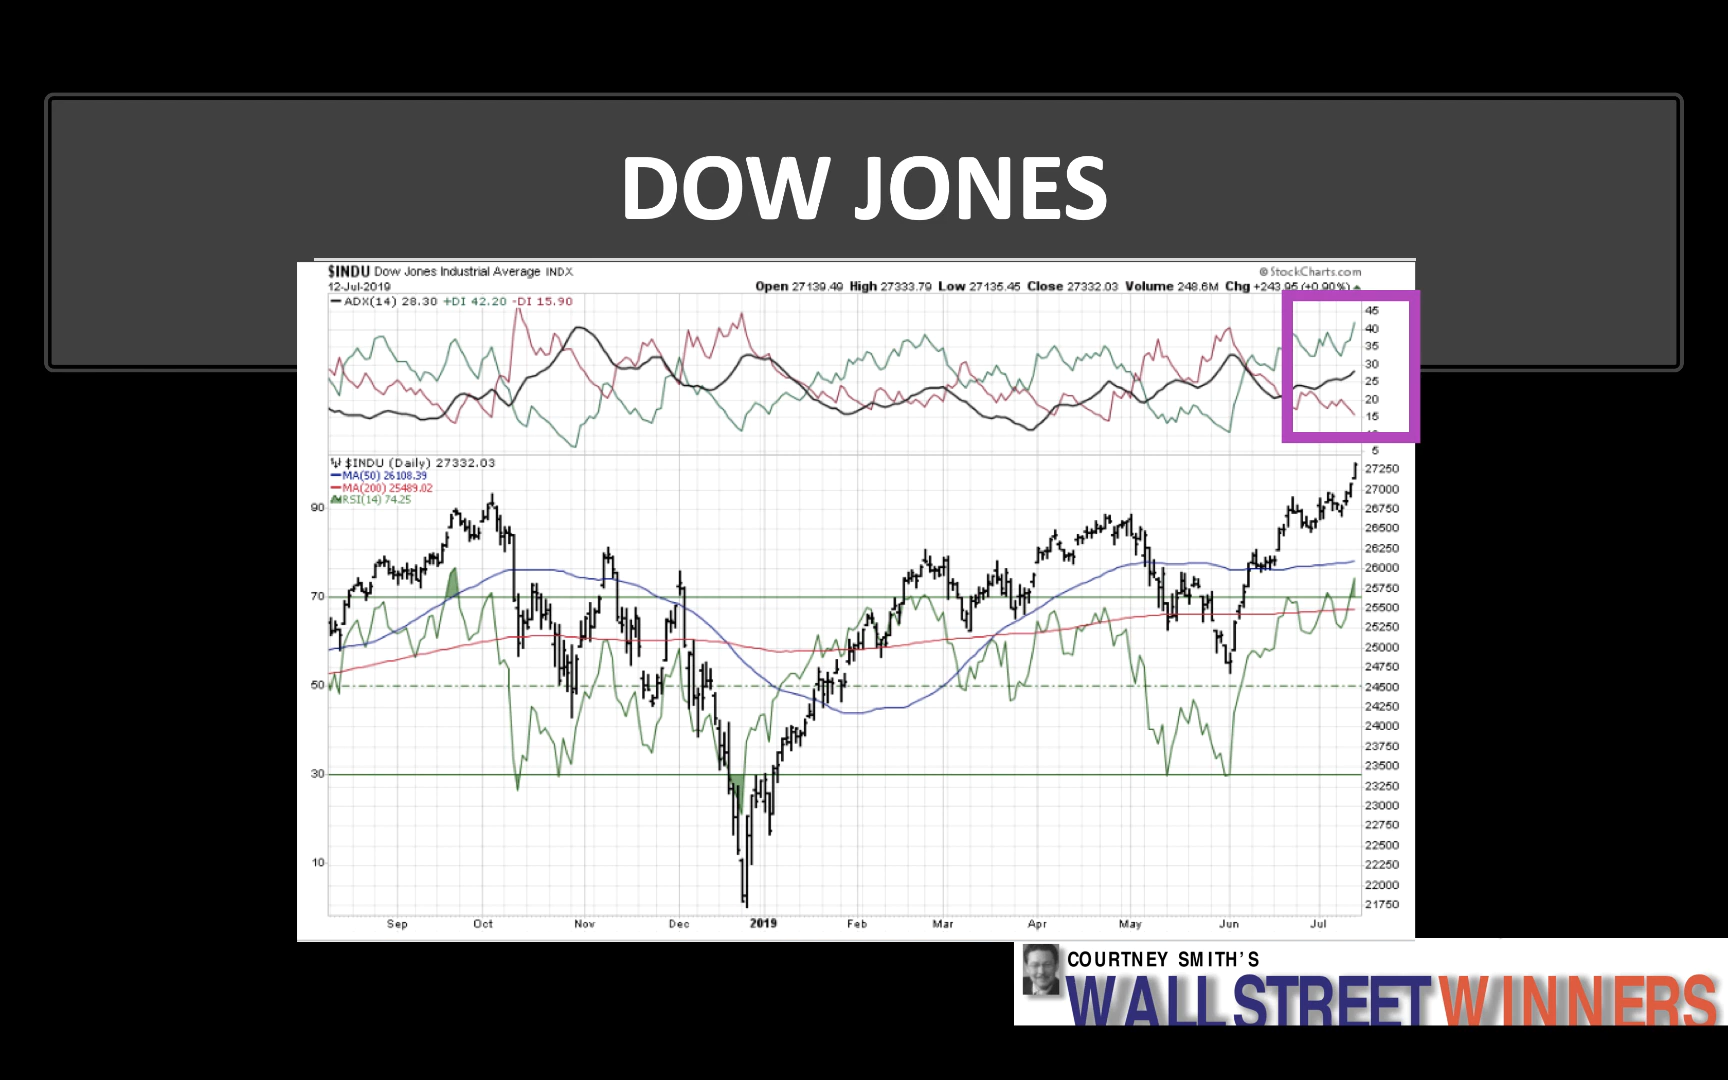 DOW JONES
$INDU Dow Jones Industrial Average INDX
© StockCharts.com
12-Jul-2019
Open 27139.49 High 27333.79 Low 27135.45 Close 27332.03 Volume 248.6M Chg +243.95 (+0.90%)
ADX(14) 28.30 +DI 42.20 -DI 15.90
45
40
35
30
25
20
15
5
$INDU (Daily) 27332.03
MA(50) 26108.39
MA(200) 25489.02
RSI(14) 74.25
90
70
50
30
10
27250
27000
26750
26500
26250
26000
25750
25500
25250
25000
24750
24500
24250
24000
23750
23500
23250
23000
22750
22500
22250
22000
21750
Sep Oct Nov Dec 2019 Feb Mar Apr May Jun Jul
COURTNEY SMITH'S
WALL STREET WINNERS